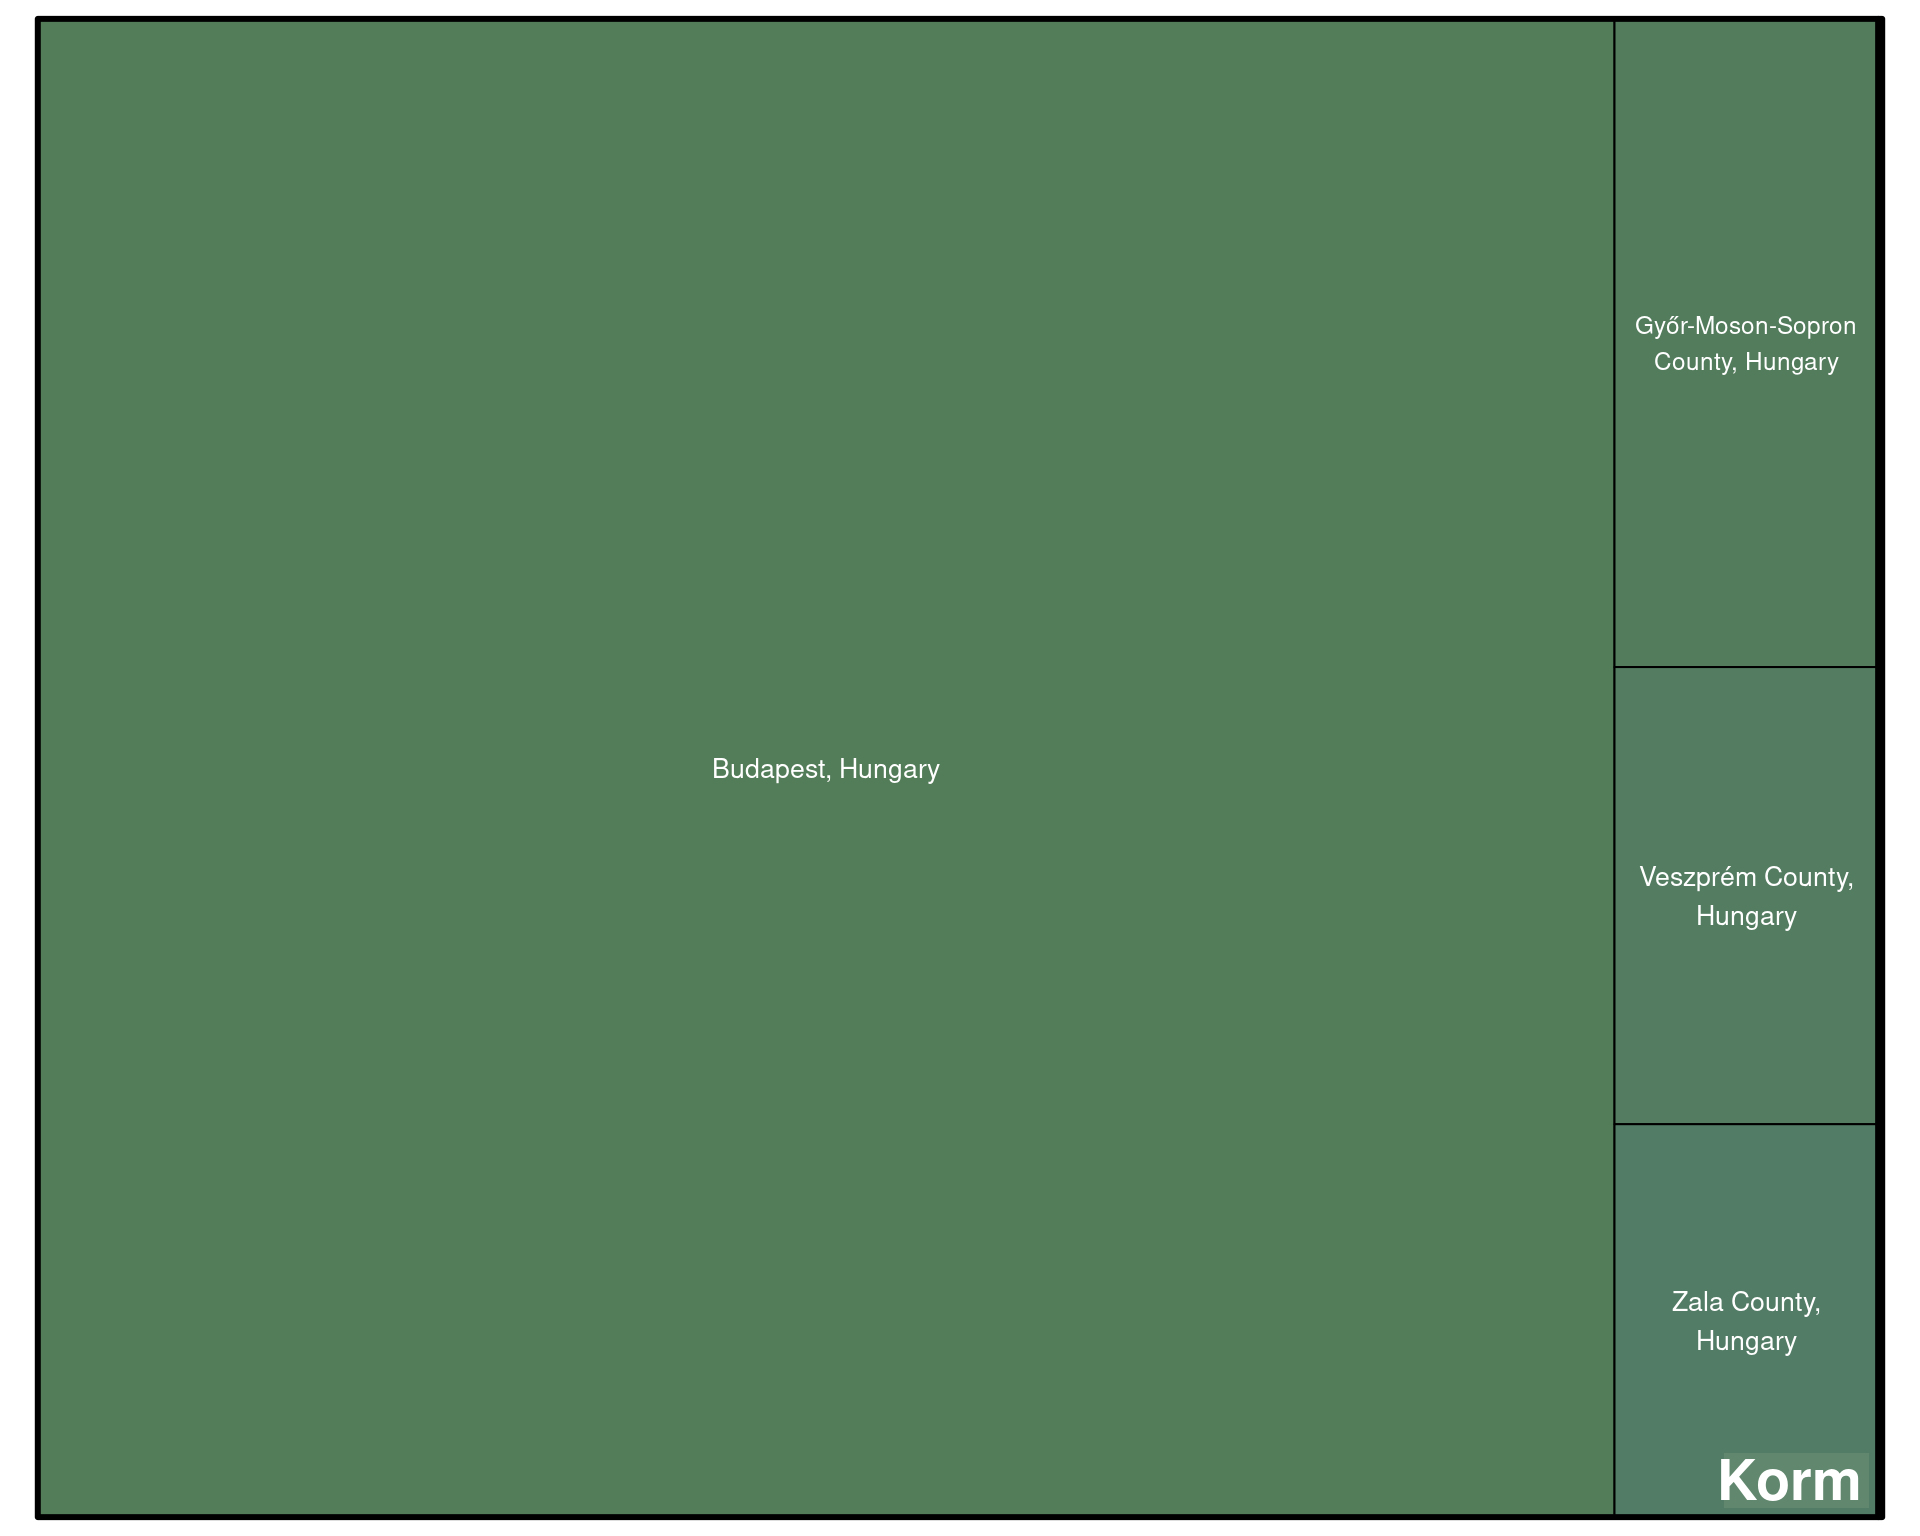 Budapest, Hungary
Győr-Moson-Sopron
County, Hungary
Veszprém County,
Hungary
Zala County,
Hungary
Korm